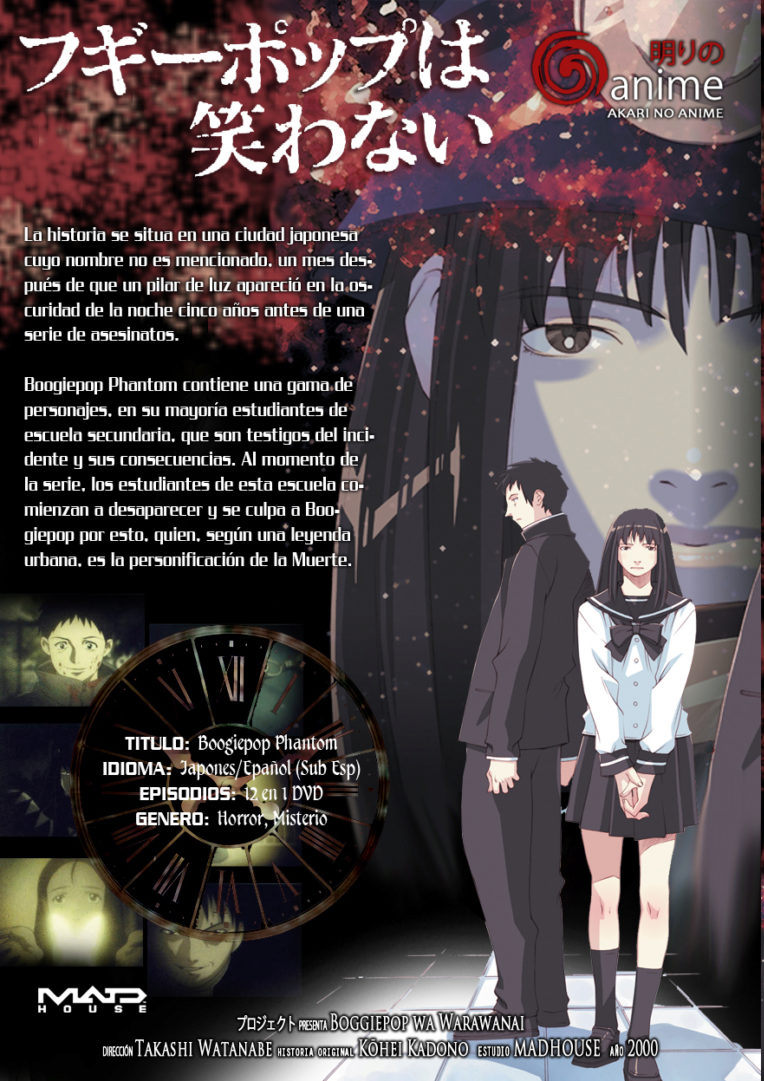 フギーポップは
笑わない
明りの
anime
AKARI NO ANIME
La historia se situa en una ciudad japonesa
cuyo nombre no es mencionado, un mes des-
pués de que un pilar de luz apareció en la os-
curidad de la noche cinco años antes de una
serie de asesinatos.
Boogiepop Phantom contiene una gama de
personajes, en su mayoría estudiantes de
escuela secundaria, que son testigos del inci-
dente y sus consecuencias. Al momento de
la serie, los estudiantes de esta escuela co-
mienzan a desaparecer y se culpa a Boo-
giepop por esto, quien, según una leyenda
urbana, es la personificación de la Muerte.
XII
TITULO: Boogiepop Phantom
IDIOMA: Japones/Epañol (Sub Esp)
EPISODIOS: 12 en 1 DVD
GENERO: Horror, Misterio
MAD
HOUSE
プロジェクト PRESENTA BOGGIEPOP WA WARAWANAI
DIRECCIÓN TAKASHI WATANABE HISTORIA ORIGINAL KŌHEI KADONO ESTUDIO MADHOUSE AÑO 2000